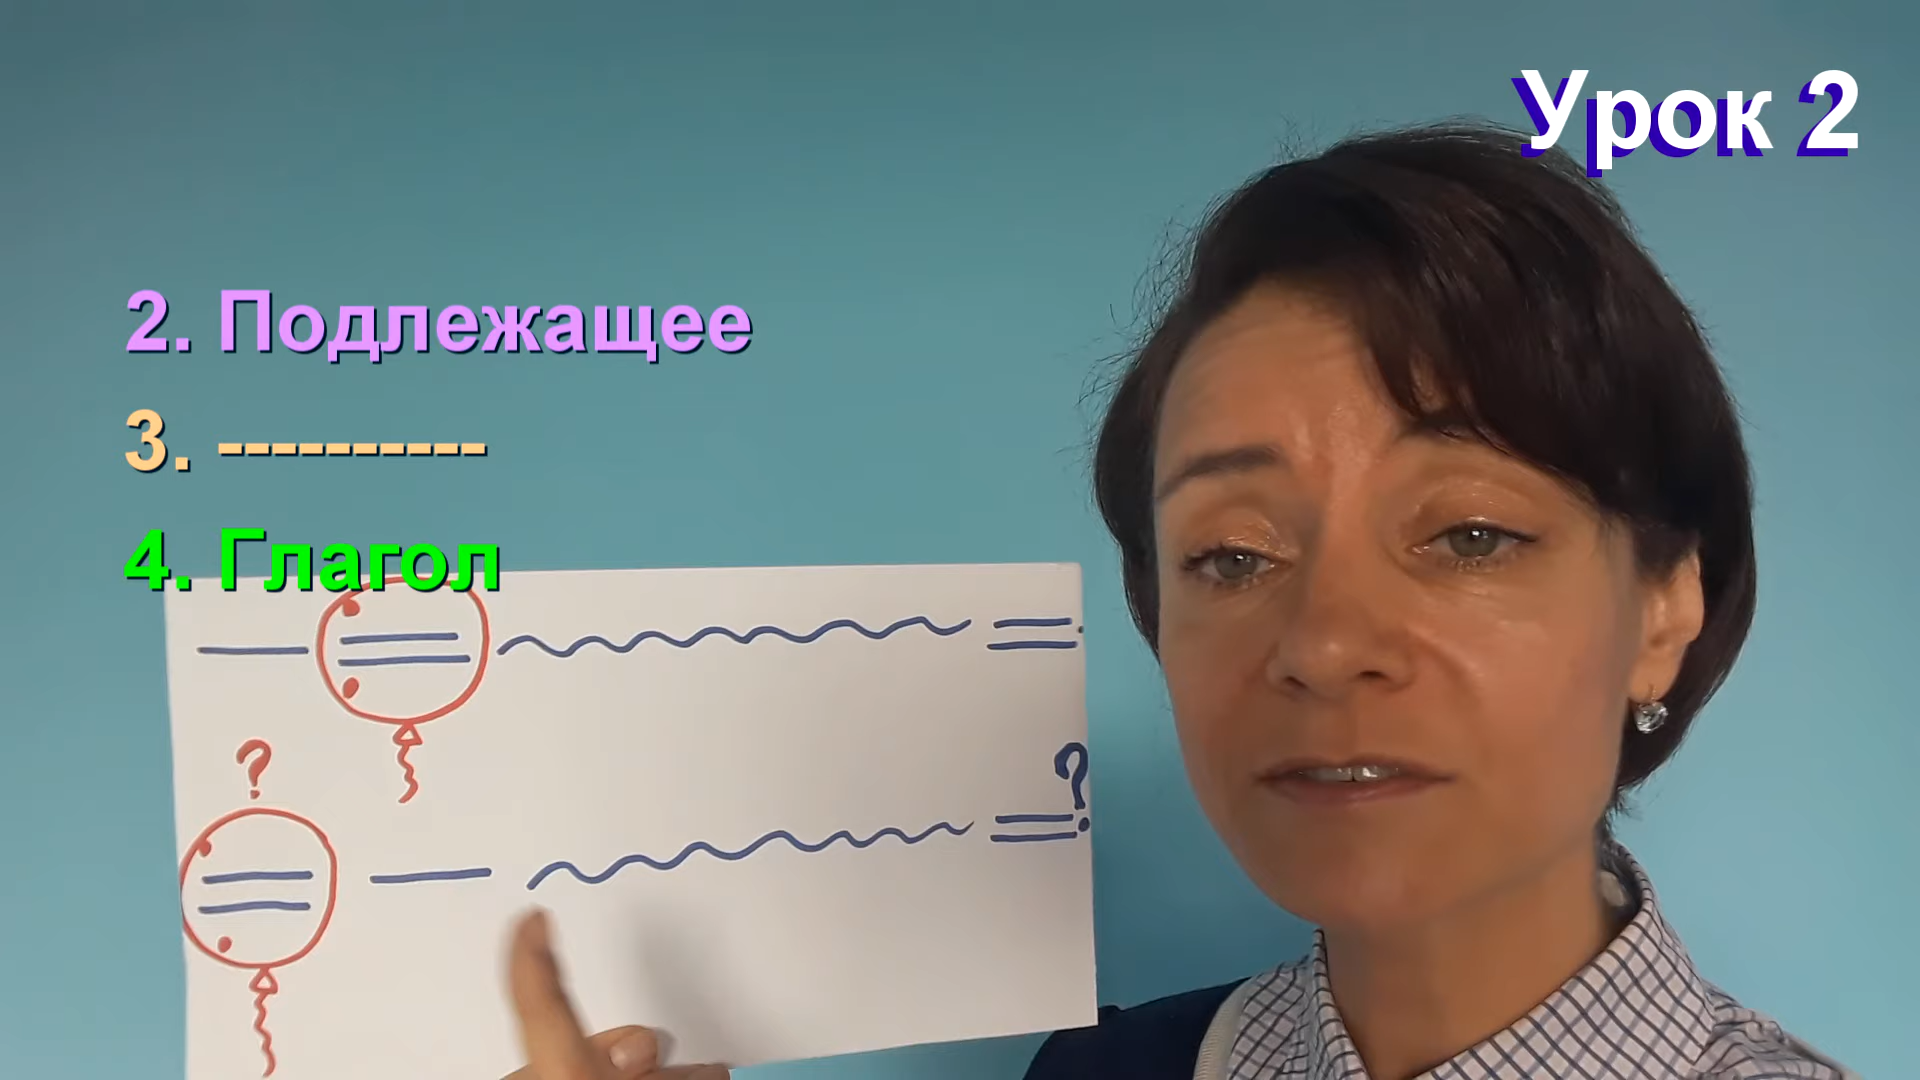 Урок 2
2. Подлежащее
3. ----------
4. Глагол
?
?